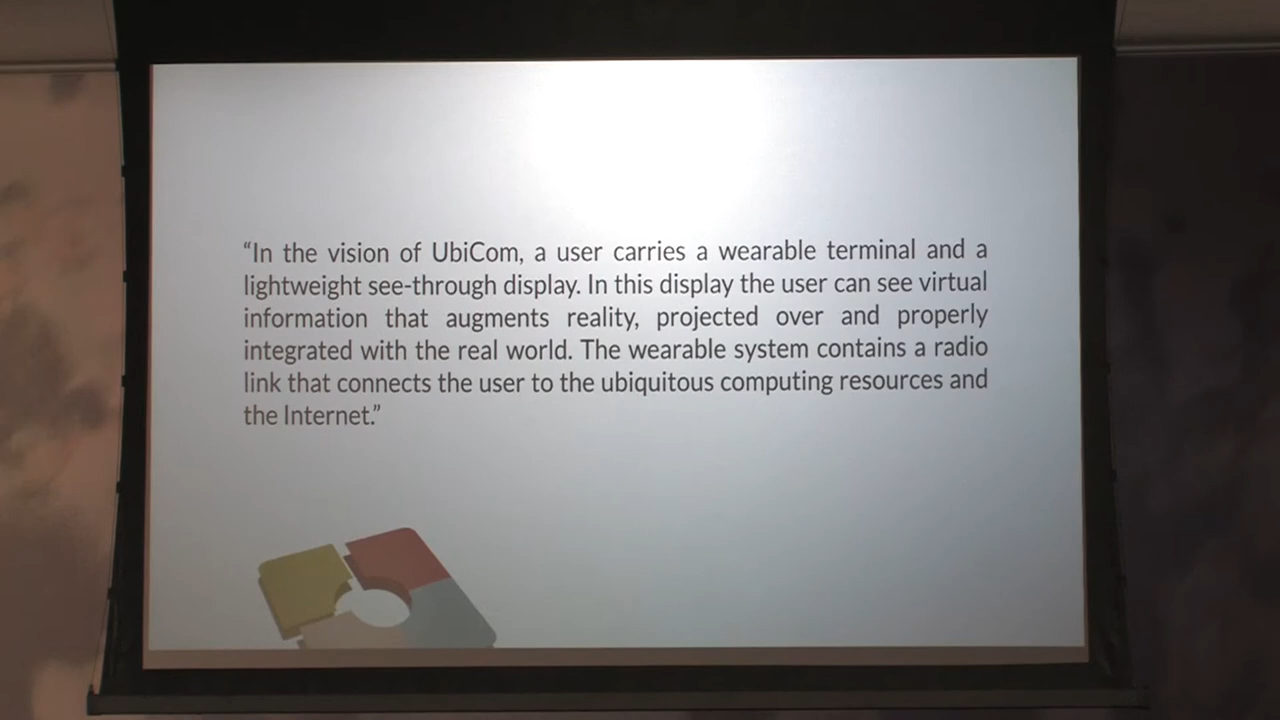 “In the vision of UbiCom, a user carries a wearable terminal and a
lightweight see-through display. In this display the user can see virtual
information that augments reality, projected over and properly
integrated with the real world. The wearable system contains a radio
link that connects the user to the ubiquitous computing resources and
the Internet.”